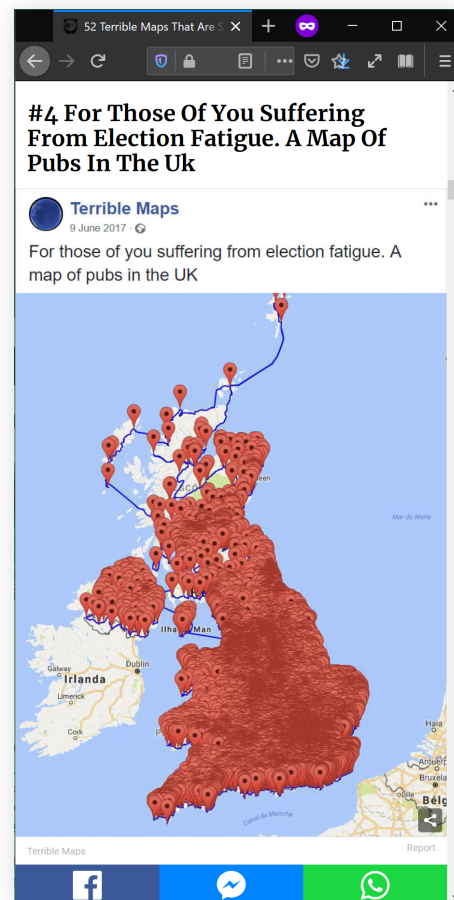 52 Terrible Maps That Are S
#4 For Those Of You Suffering
From Election Fatigue. A Map Of
Pubs In The Uk
Terrible Maps
9 June 2017
For those of you suffering from election fatigue. A
map of pubs in the UK
een
Mar do Norte
Ilha Man
Galway
Dublin
Irlanda
Limerick
Cork
Haia
Antuer
Bruxela
Bélg
Canal da Mancha
Terrible Maps
Report